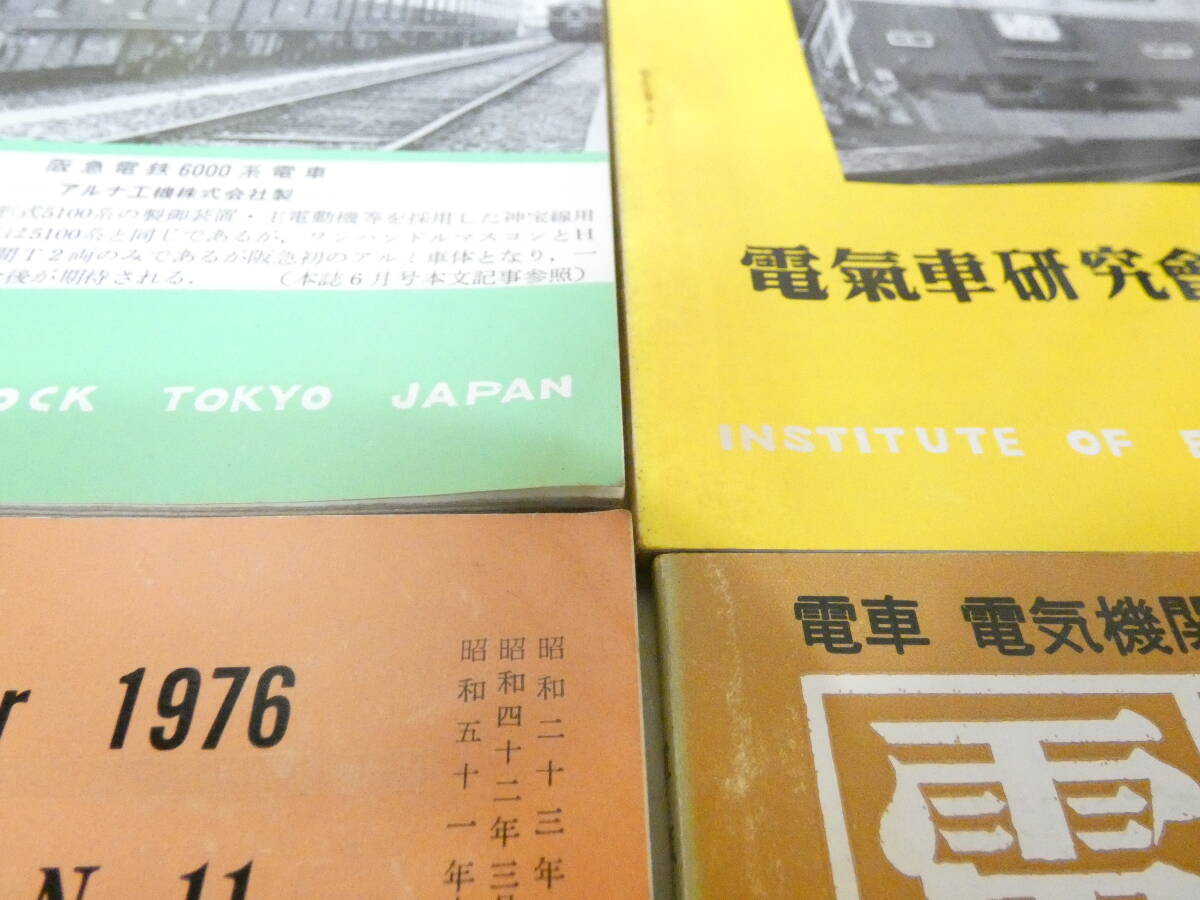 阪急電鉄6000系電車
アルナ工機株式会社製
式5100系の製御装置・主電動機等を採用した神宝線用
は5100系と同じであるが，ワンハンドルマスコンとH
間T2両のみであるが阪急初のアルミ車体となり，一
後が期待される． （本誌6月号本文記事参照）
OCK TOKYO JAPAN
電氣車研究會
INSTITUTE OF E
r 1976
N 11
昭和二十三年
昭和四十二年三月
昭和五十一年
電車 電気機関
電